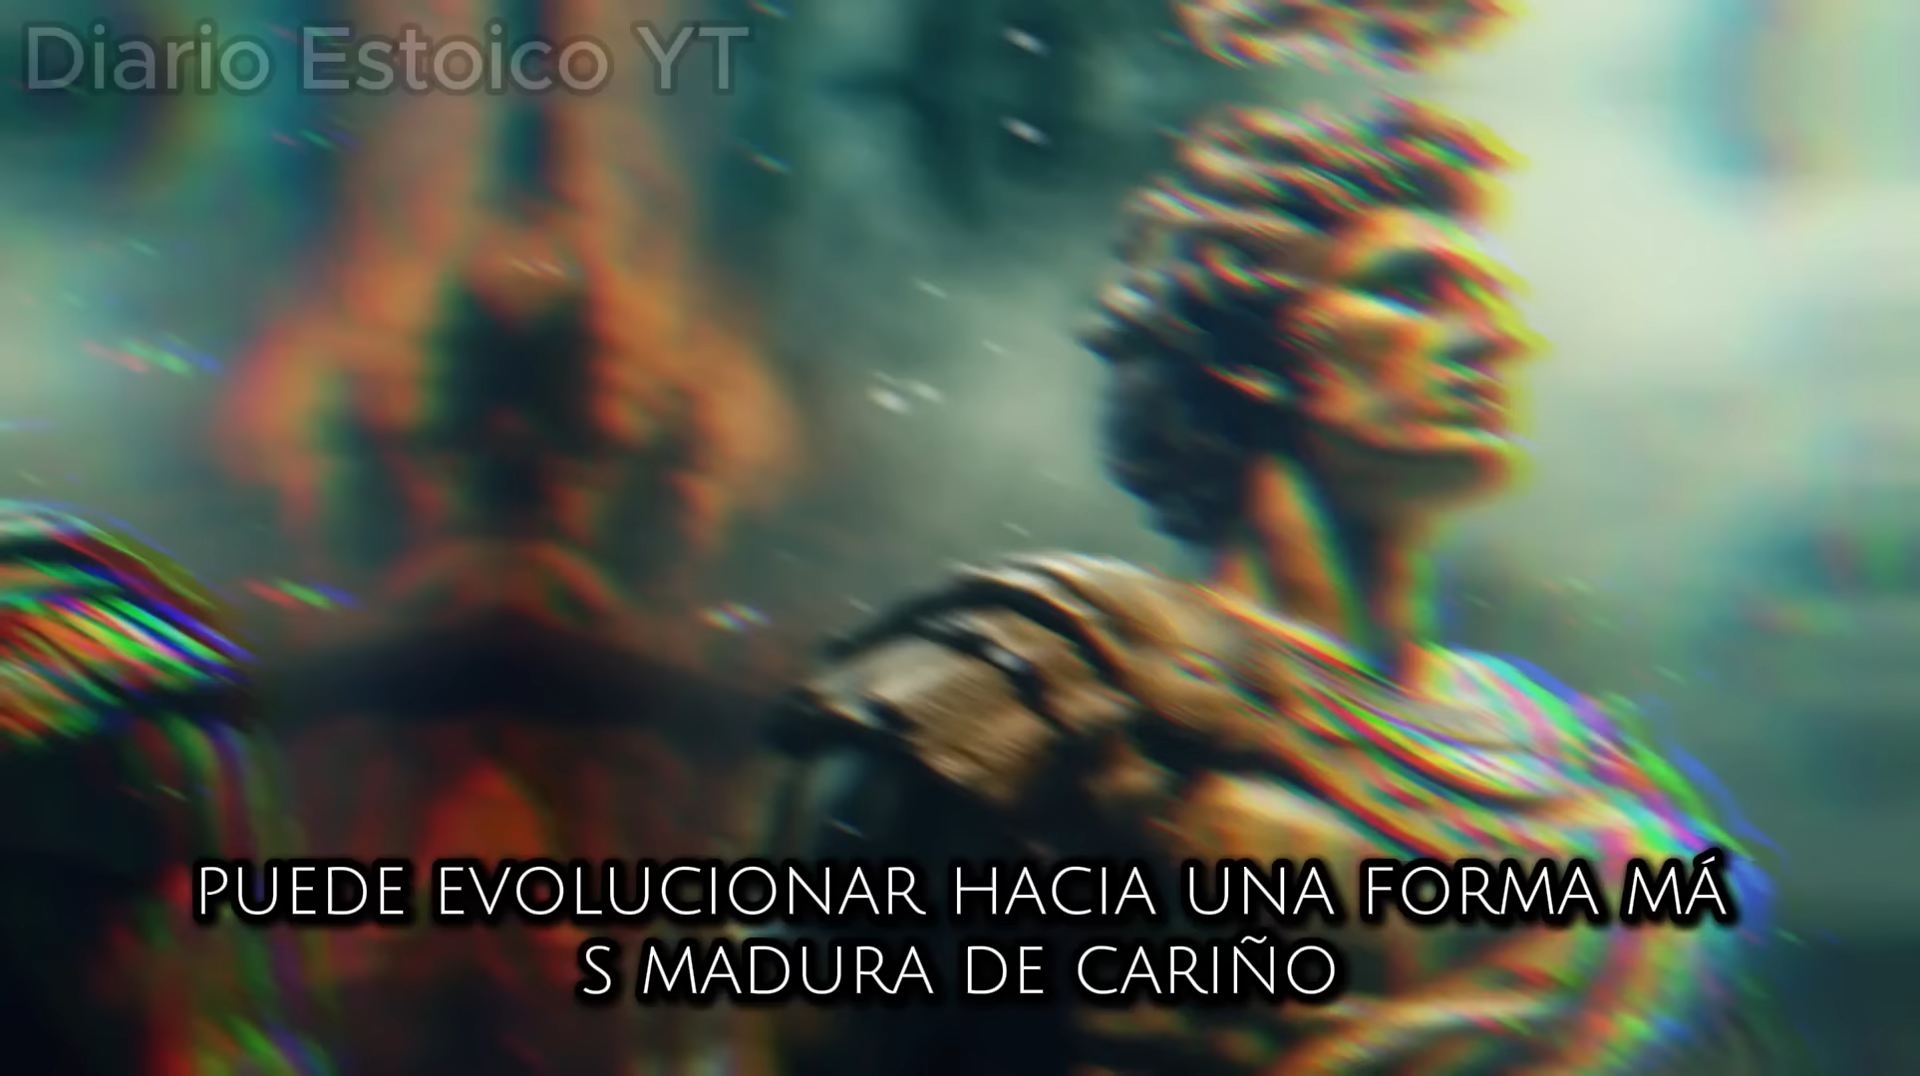 Diario Estoico YT
PUEDE EVOLUCIONAR HACIA UNA FORMA MÁ
S MADURA DE CARIÑO